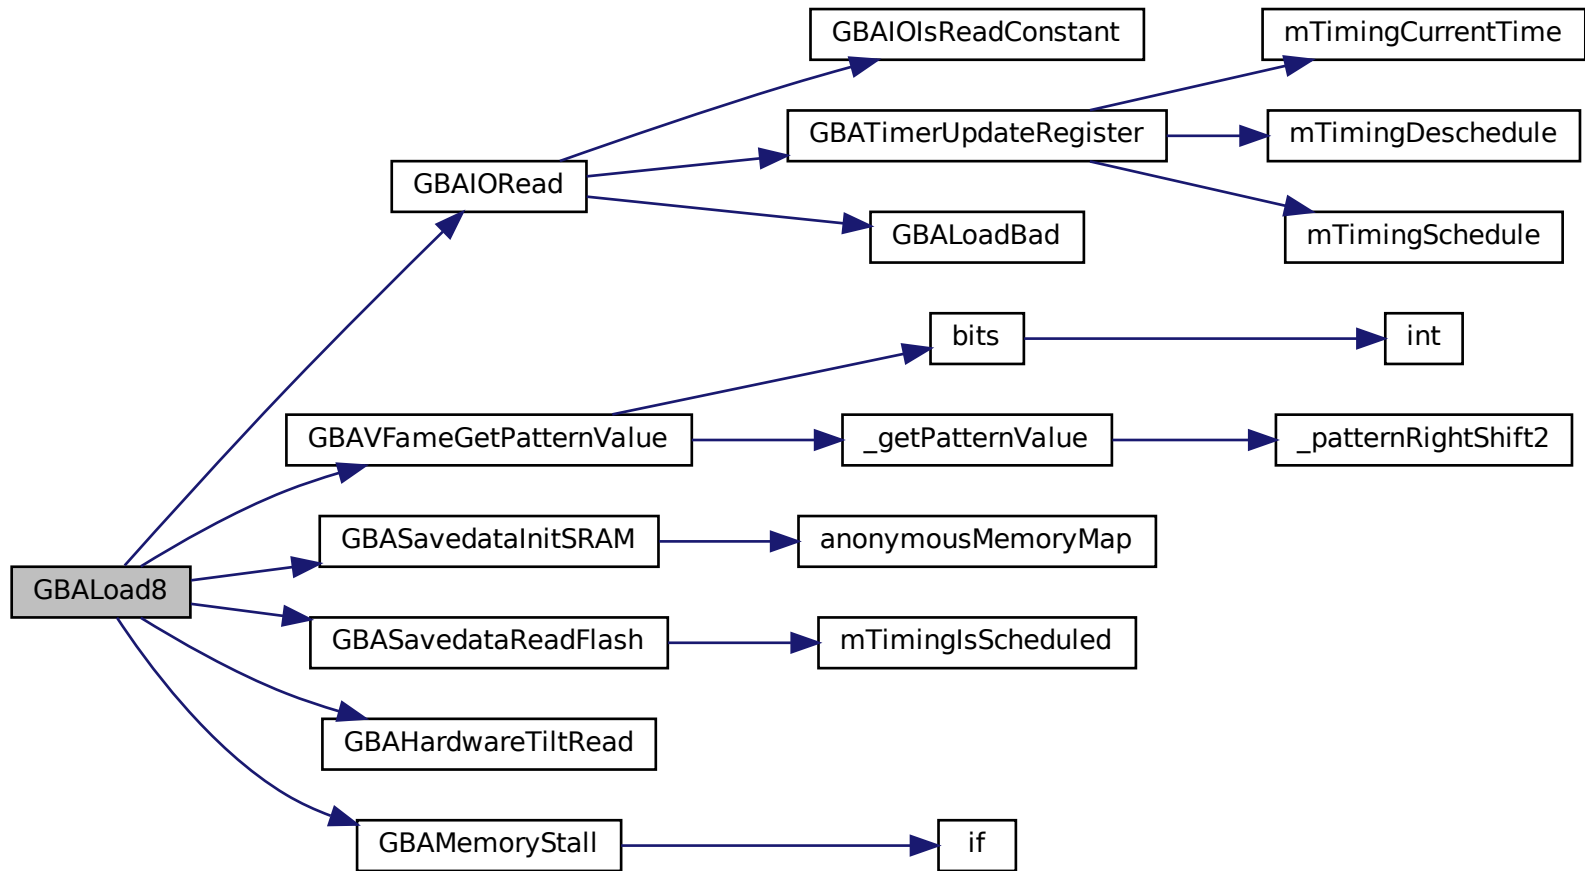 GBAIOIsReadConstant
mTimingCurrentTime
GBATimerUpdateRegister
mTimingDeschedule
GBAIORead
GBALoadBad
mTimingSchedule
bits
int
GBAVFameGetPatternValue
_getPatternValue
_patternRightShift2
GBASavedataInitSRAM
anonymousMemoryMap
GBALoad8
GBASavedataReadFlash
mTimingIsScheduled
GBAHardwareTiltRead
GBAMemoryStall
if